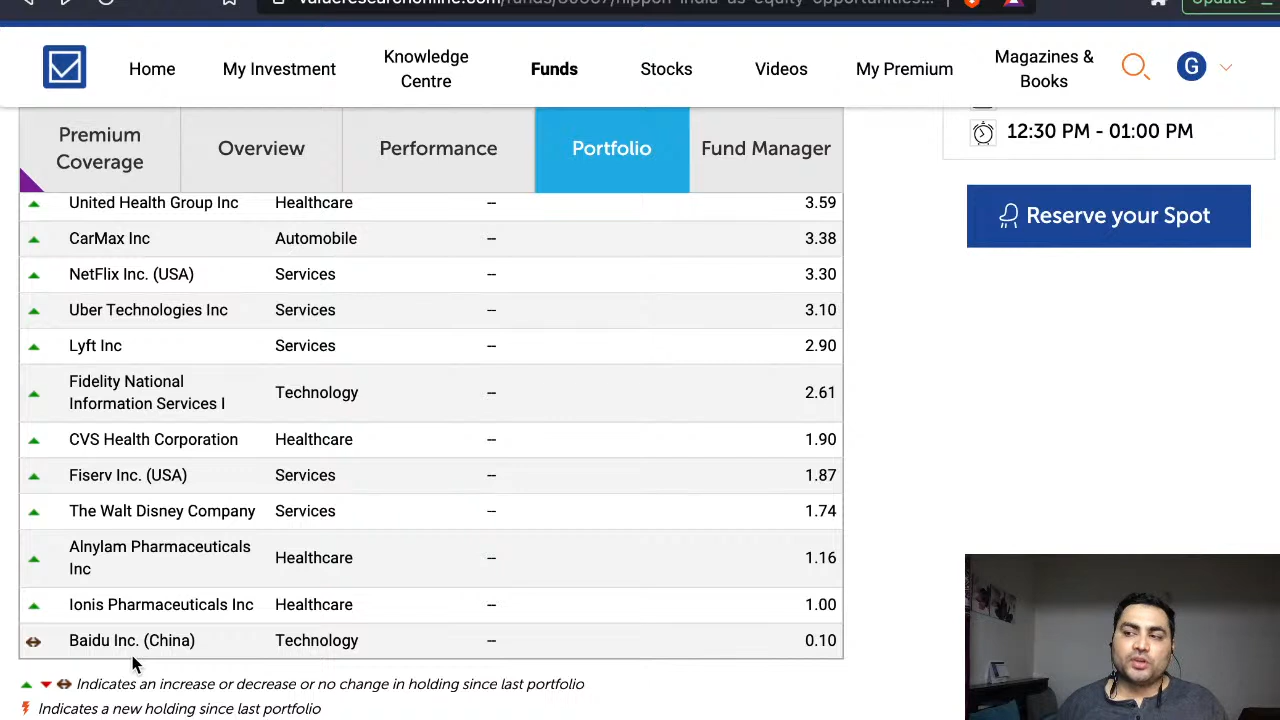 valueresearchonline.com/funds/
Update
Home My Investment Knowledge Centre Funds Stocks Videos My Premium Magazines & Books G
Premium Coverage Overview Performance Portfolio Fund Manager
12:30 PM - 01:00 PM
Reserve your Spot
United Health Group Inc Healthcare -- 3.59
CarMax Inc Automobile -- 3.38
NetFlix Inc. (USA) Services -- 3.30
Uber Technologies Inc Services -- 3.10
Lyft Inc Services -- 2.90
Fidelity National Information Services I Technology -- 2.61
CVS Health Corporation Healthcare -- 1.90
Fiserv Inc. (USA) Services -- 1.87
The Walt Disney Company Services -- 1.74
Alnylam Pharmaceuticals Inc Healthcare -- 1.16
Ionis Pharmaceuticals Inc Healthcare -- 1.00
Baidu Inc. (China) Technology -- 0.10
Indicates an increase or decrease or no change in holding since last portfolio
Indicates a new holding since last portfolio